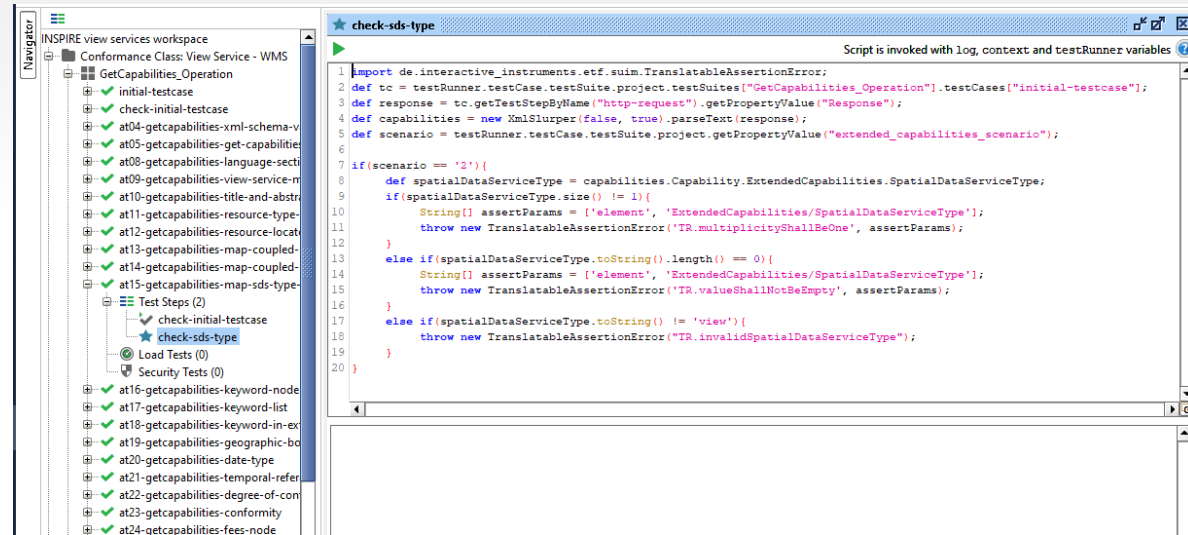 Navigator
INSPIRE view services workspace
Conformance Class: View Service - WMS
GetCapabilities_Operation
initial-testcase
check-initial-testcase
at04-getcapabilities-xml-schema-v
at05-getcapabilities-get-capabilities
at08-getcapabilities-language-secti
at09-getcapabilities-view-service-m
at10-getcapabilities-title-and-abstra
at11-getcapabilities-resource-type-
at12-getcapabilities-resource-locat
at13-getcapabilities-map-coupled-
at14-getcapabilities-map-coupled-
at15-getcapabilities-map-sds-type-
Test Steps (2)
check-initial-testcase
check-sds-type
Load Tests (0)
Security Tests (0)
at16-getcapabilities-keyword-node
at17-getcapabilities-keyword-list
at18-getcapabilities-keyword-in-ex
at19-getcapabilities-geographic-bo
at20-getcapabilities-date-type
at21-getcapabilities-temporal-refer
at22-getcapabilities-degree-of-con
at23-getcapabilities-conformity
at24-getcapabilities-fees-node
check-sds-type
Script is invoked with log, context and testRunner variables
1 import de.interactive_instruments.etf.suim.TranslatableAssertionError;
2 def tc = testRunner.testCase.testSuite.project.testSuites["GetCapabilities_Operation"].testCases["initial-testcase"];
3 def response = tc.getTestStepByName("http-request").getPropertyValue("Response");
4 def capabilities = new XmlSlurper(false, true).parseText(response);
5 def scenario = testRunner.testCase.testSuite.project.getPropertyValue("extended_capabilities_scenario");
6
7 if(scenario == '2'){
8 def spatialDataServiceType = capabilities.Capability.ExtendedCapabilities.SpatialDataServiceType;
9 if(spatialDataServiceType.size() != 1){
10 String[] assertParams = ['element', 'ExtendedCapabilities/SpatialDataServiceType'];
11 throw new TranslatableAssertionError('TR.multiplicityShallBeOne', assertParams);
12 }
13 else if(spatialDataServiceType.toString().length() == 0){
14 String[] assertParams = ['element', 'ExtendedCapabilities/SpatialDataServiceType'];
15 throw new TranslatableAssertionError('TR.valueShallNotBeEmpty', assertParams);
16 }
17 else if(spatialDataServiceType.toString() != 'view'){
18 throw new TranslatableAssertionError("TR.invalidSpatialDataServiceType");
19 }
20 }